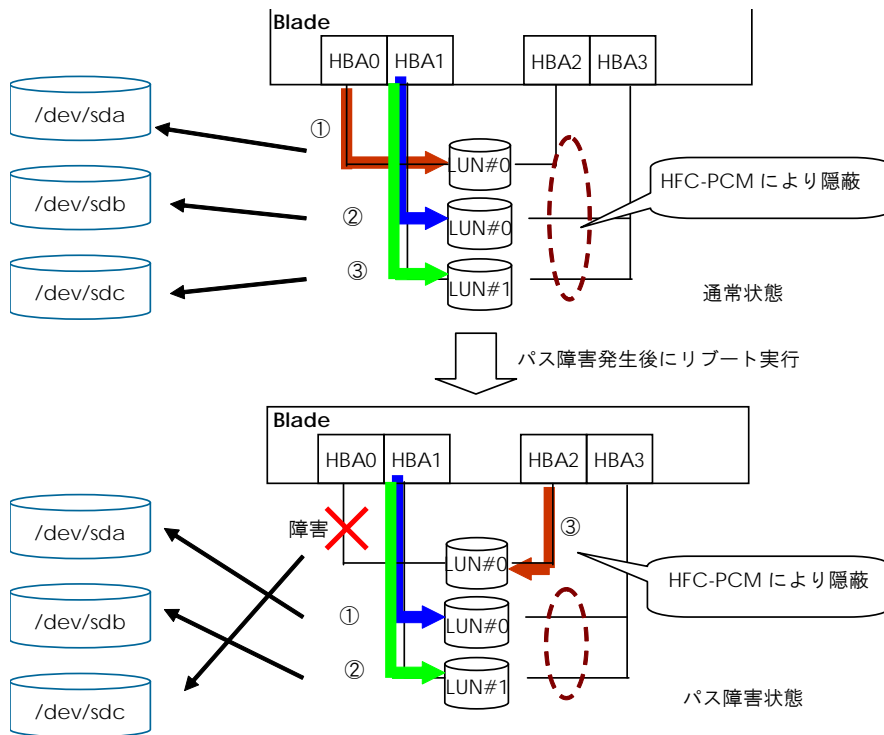 Blade
HBA0 HBA1 HBA2 HBA3
/dev/sda
①
LUN#0
HFC-PCM により隠蔽
/dev/sdb
②
LUN#0
/dev/sdc
③
LUN#1
通常状態
パス障害発生後にリブート実行
Blade
HBA0 HBA1 HBA2 HBA3
/dev/sda
障害
③
LUN#0
HFC-PCM により隠蔽
/dev/sdb
①
LUN#0
②
LUN#1
/dev/sdc
パス障害状態